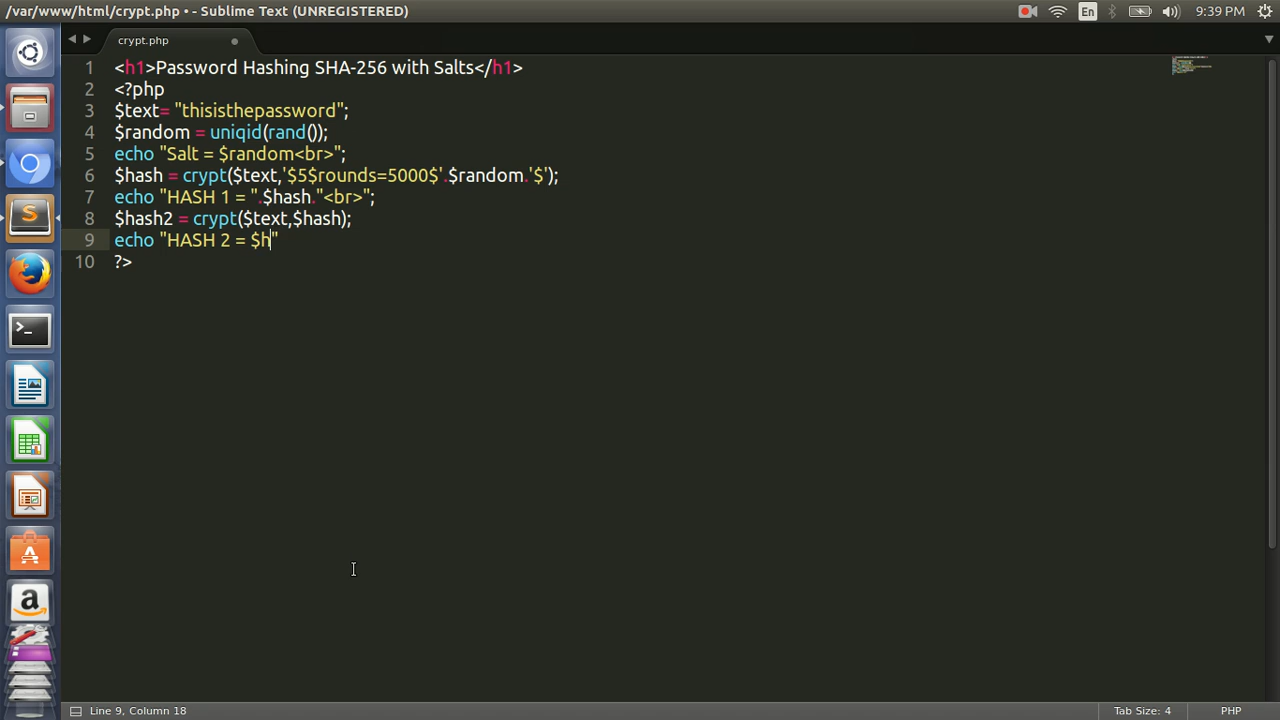 /var/www/html/crypt.php • - Sublime Text (UNREGISTERED)
En
9:39 PM
crypt.php
1 <h1>Password Hashing SHA-256 with Salts</h1>
2 <?php
3 $text= "thisisthepassword";
4 $random = uniqid(rand());
5 echo "Salt = $random<br>";
6 $hash = crypt($text,'$5$rounds=5000$'.$random.'$');
7 echo "HASH 1 = ".$hash."<br>";
8 $hash2 = crypt($text,$hash);
9 echo "HASH 2 = $h"
10 ?>
Line 9, Column 18
Tab Size: 4
PHP